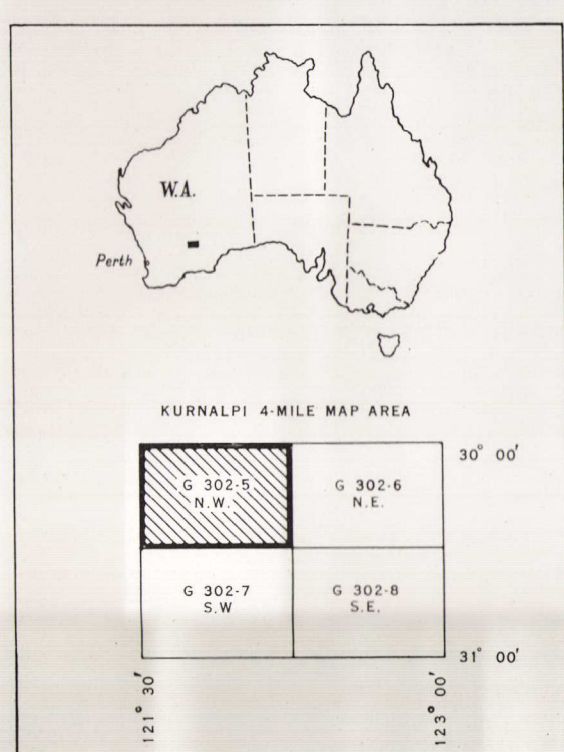 W.A.
Perth
KURNALPI 4-MILE MAP AREA
G 302-5
N.W.
G 302-6
N.E.
30° 00'
G 302-7
S.W
G 302-8
S.E.
31° 00'
121° 30'
123° 00'